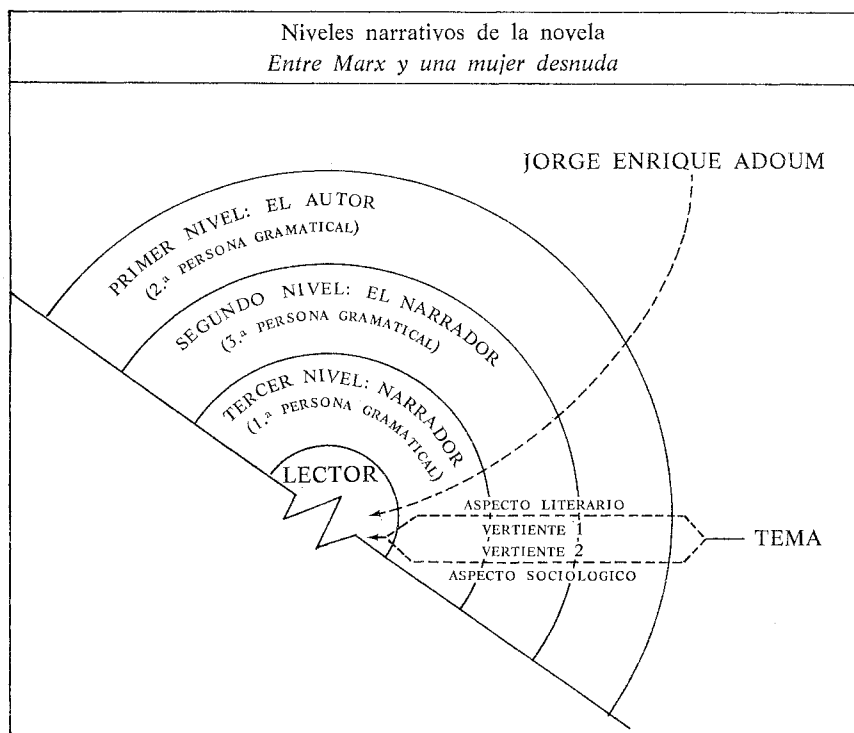 Niveles narrativos de la novela
Entre Marx y una mujer desnuda
JORGE ENRIQUE ADOUM
PRIMER NIVEL: EL AUTOR
(2.ª PERSONA GRAMATICAL)
SEGUNDO NIVEL: EL NARRADOR
(3.ª PERSONA GRAMATICAL)
TERCER NIVEL: NARRADOR
(1.ª PERSONA GRAMATICAL)
LECTOR
ASPECTO LITERARIO
VERTIENTE 1
VERTIENTE 2
ASPECTO SOCIOLOGICO
TEMA